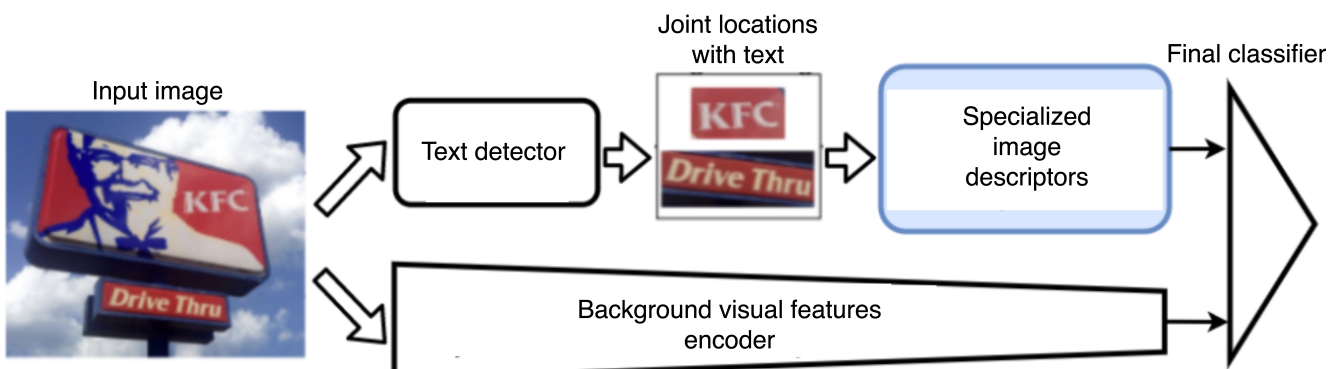 Joint locations
with text
Final classifier
Input image
KFC
Drive Thru
Text detector
KFC
Drive Thru
Specialized
image
descriptors
Background visual features
encoder